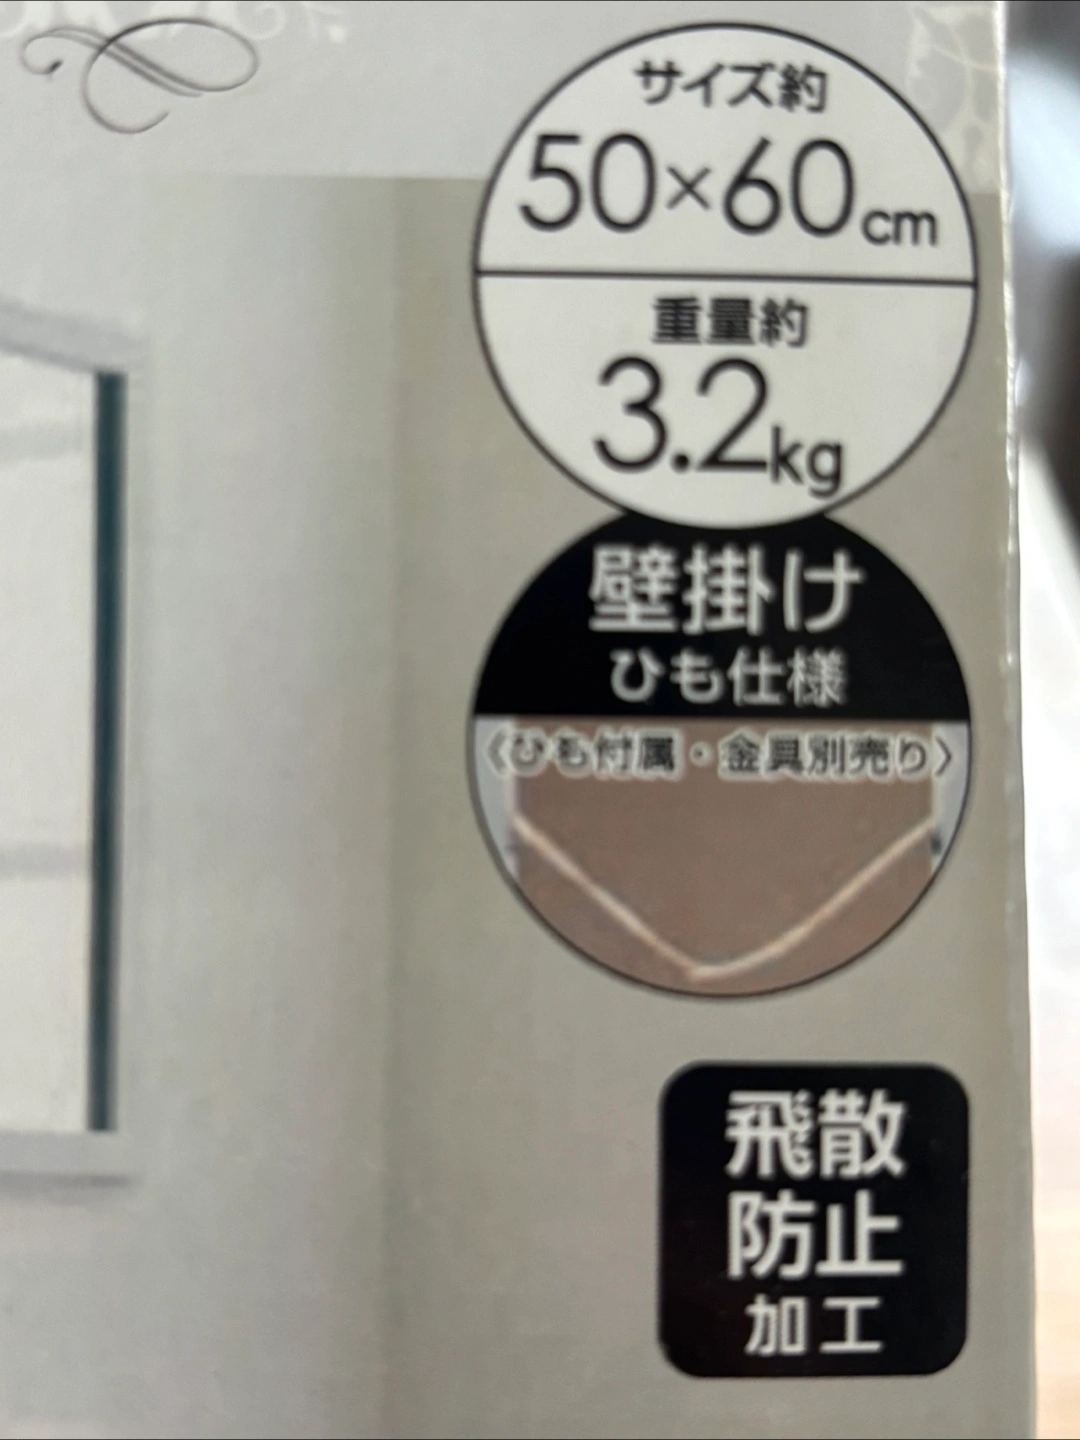 サイズ約
50×60cm
重量約
3.2kg
壁掛け
ひも仕様
〈ひも付属・金具別売り〉
飛散
防止
加工